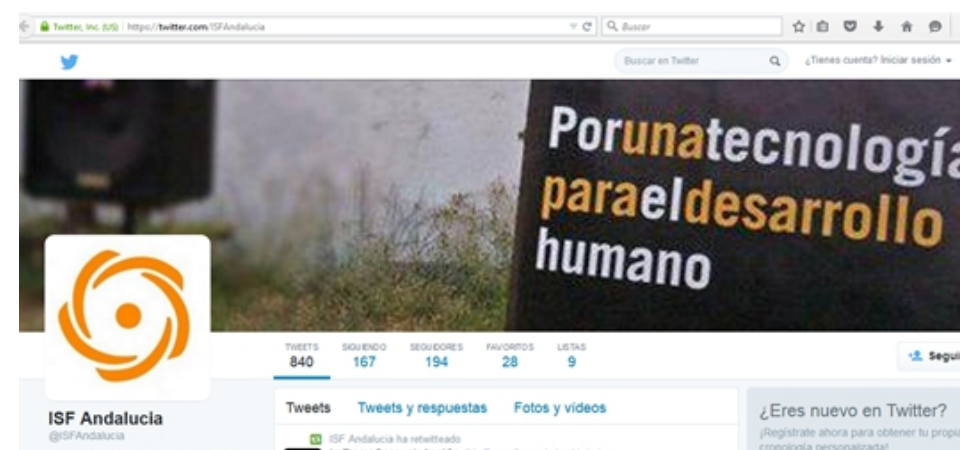 Twitter, Inc. (US) https://twitter.com/ISFAndalucia
Buscar
Buscar en Twitter
¿Tienes cuenta? Iniciar sesión
Porunatecnología
paraeldesarrollo
humano
TWEETS SIGUIENDO SEGUIDORES FAVORITOS LISTAS
840 167 194 28 9
Segui
ISF Andalucia
@ISFAndalucia
Tweets Tweets y respuestas Fotos y vídeos
ISF Andalucia ha retwitteado
¿Eres nuevo en Twitter?
¡Regístrate ahora para obtener tu propia
cronología personalizada!